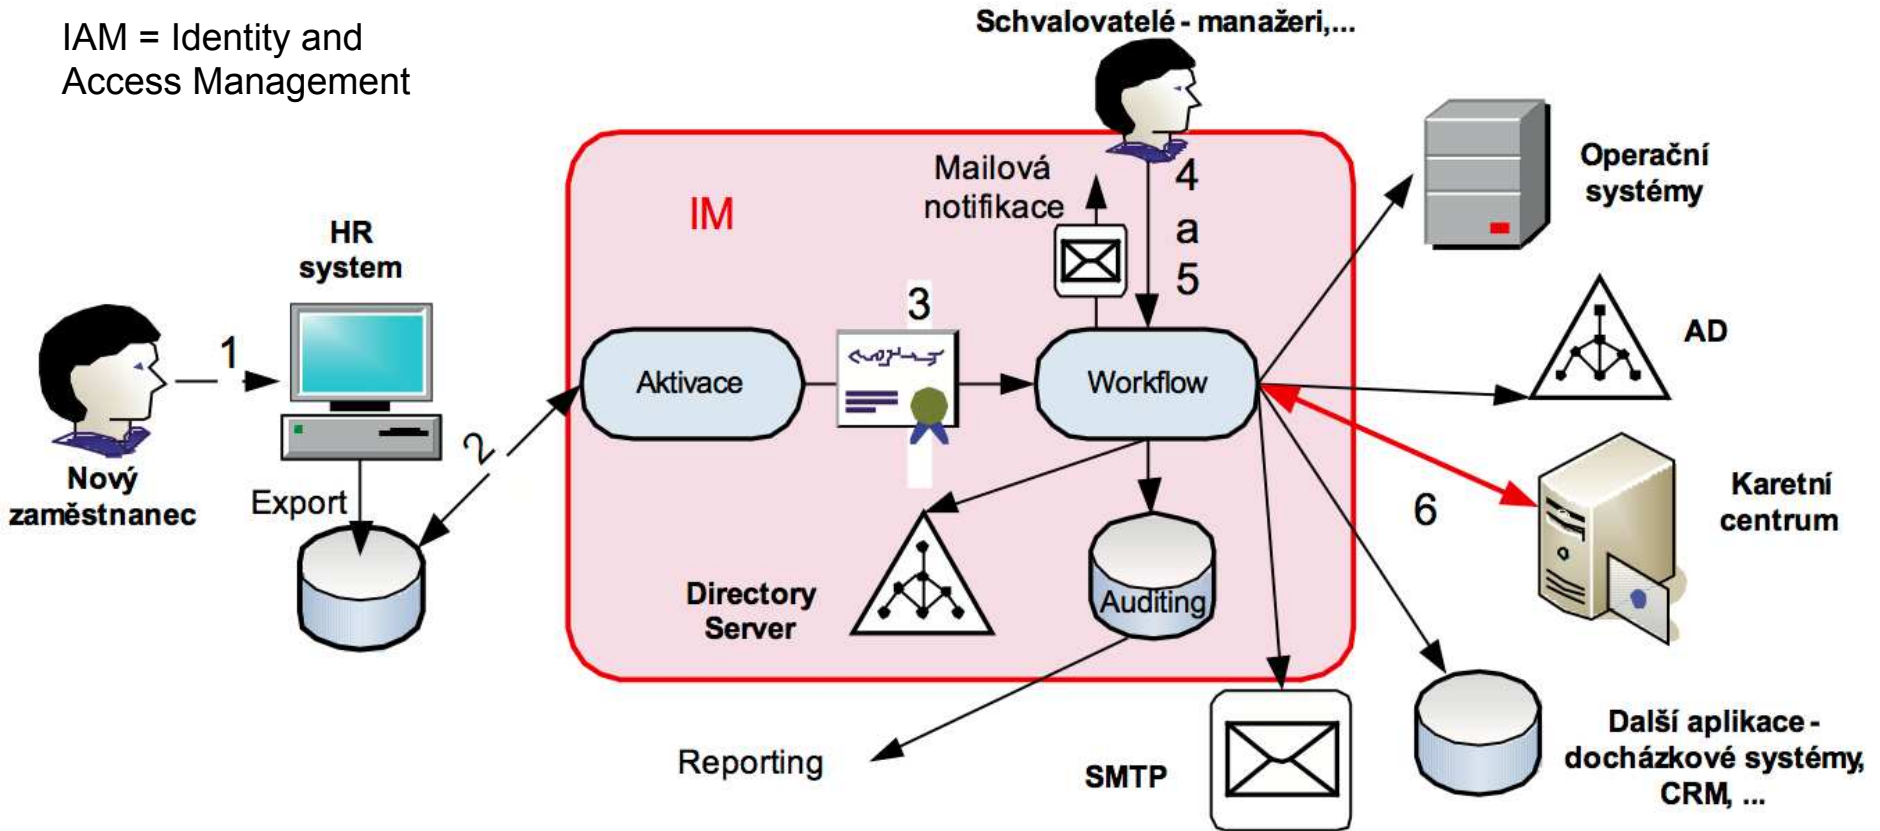 IAM = Identity and
Access Management
Schvalovatelé - manažeri,...
Mailová
notifikace
4
a
5
IM
Operační
systémy
HR
system
3
AD
1
Aktivace
Workflow
2
Nový
zaměstnanec
Export
6
Karetní
centrum
Directory
Server
Auditing
Reporting
SMTP
Další aplikace -
docházkové systémy,
CRM, ...